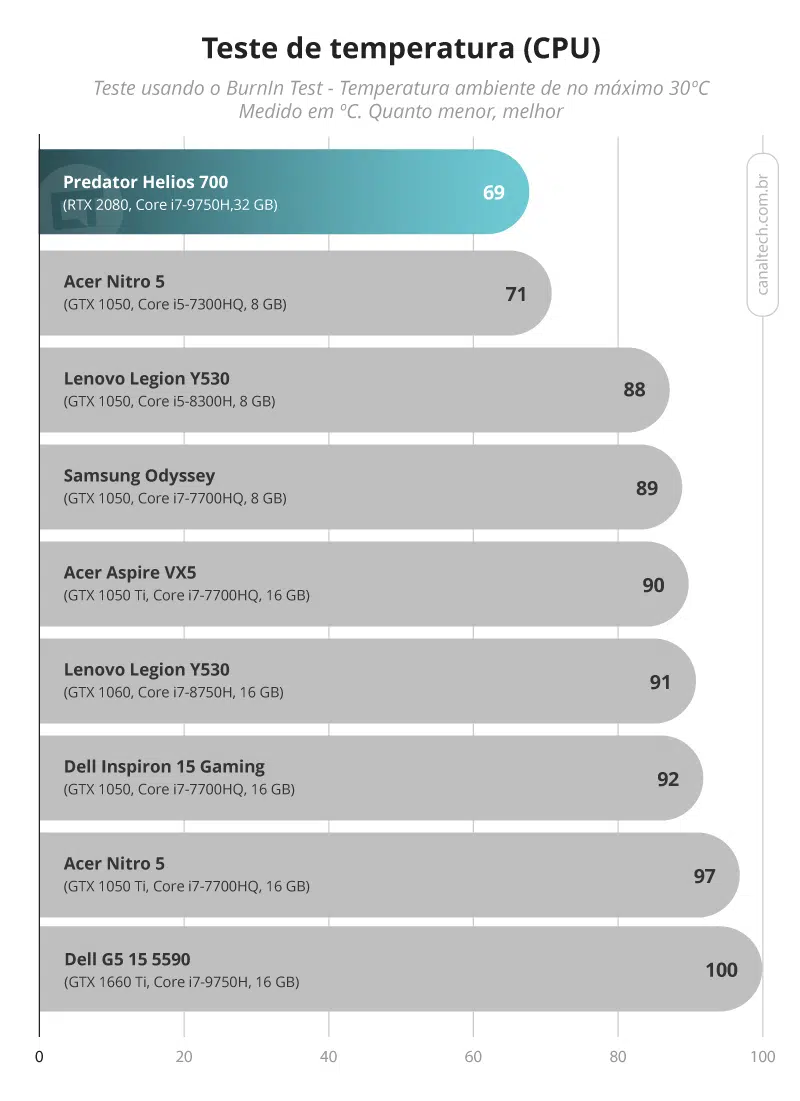 Teste de temperatura (CPU)
Teste usando o BurnIn Test - Temperatura ambiente de no máximo 30ºC
Medido em ºC. Quanto menor, melhor
canaltech.com.br
Predator Helios 700
(RTX 2080, Core i7-9750H,32 GB)
69
Acer Nitro 5
(GTX 1050, Core i5-7300HQ, 8 GB)
71
Lenovo Legion Y530
(GTX 1050, Core i5-8300H, 8 GB)
88
Samsung Odyssey
(GTX 1050, Core i7-7700HQ, 8 GB)
89
Acer Aspire VX5
(GTX 1050 Ti, Core i7-7700HQ, 16 GB)
90
Lenovo Legion Y530
(GTX 1060, Core i7-8750H, 16 GB)
91
Dell Inspiron 15 Gaming
(GTX 1050, Core i7-7700HQ, 16 GB)
92
Acer Nitro 5
(GTX 1050 Ti, Core i7-7700HQ, 16 GB)
97
Dell G5 15 5590
(GTX 1660 Ti, Core i7-9750H, 16 GB)
100
0 20 40 60 80 100